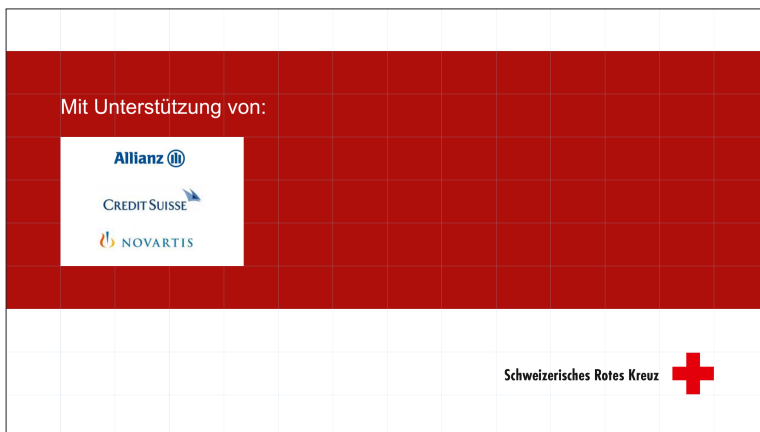 Mit Unterstützung von:
Allianz
CREDIT SUISSE
NOVARTIS
Schweizerisches Rotes Kreuz